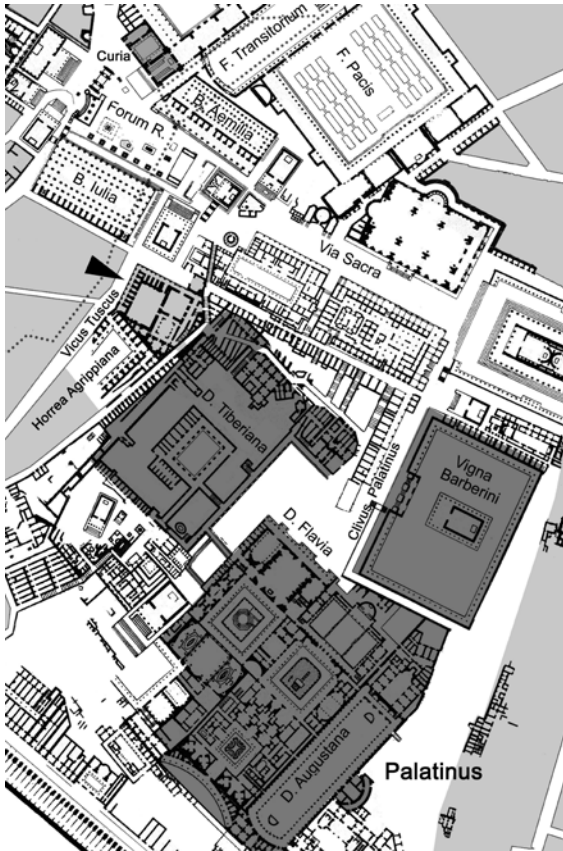 F. Transitorium
Curia
F. Pacis
B. Aemilia
Forum R.
B. Iulia
Via Sacra
Vicus Tuscus
Horrea Agrippiana
D. Tiberiana
Clivus Palatinus
Vigna
Barberini
D. Flavia
D. Augustana
Palatinus